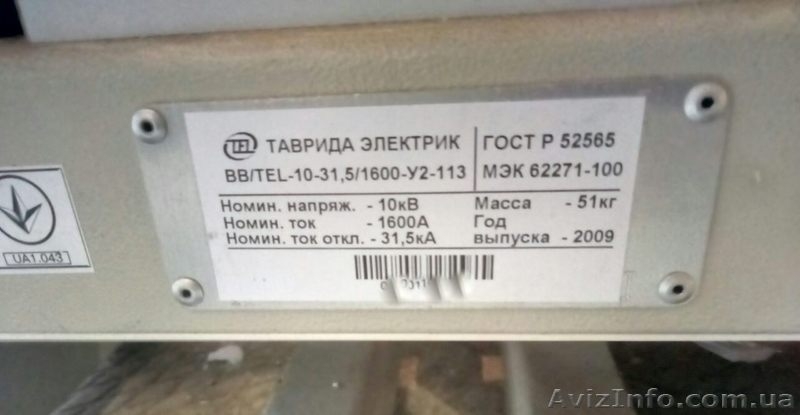 TEL ТАВРИДА ЭЛЕКТРИК
ВВ/TEL-10-31,5/1600-У2-113
ГОСТ Р 52565
МЭК 62271-100
Номин. напряж. - 10кВ
Номин. ток - 1600А
Номин. ток откл. - 31,5кА
Масса - 51кг
Год
выпуска - 2009
UA1.043
AvizInfo.com.ua